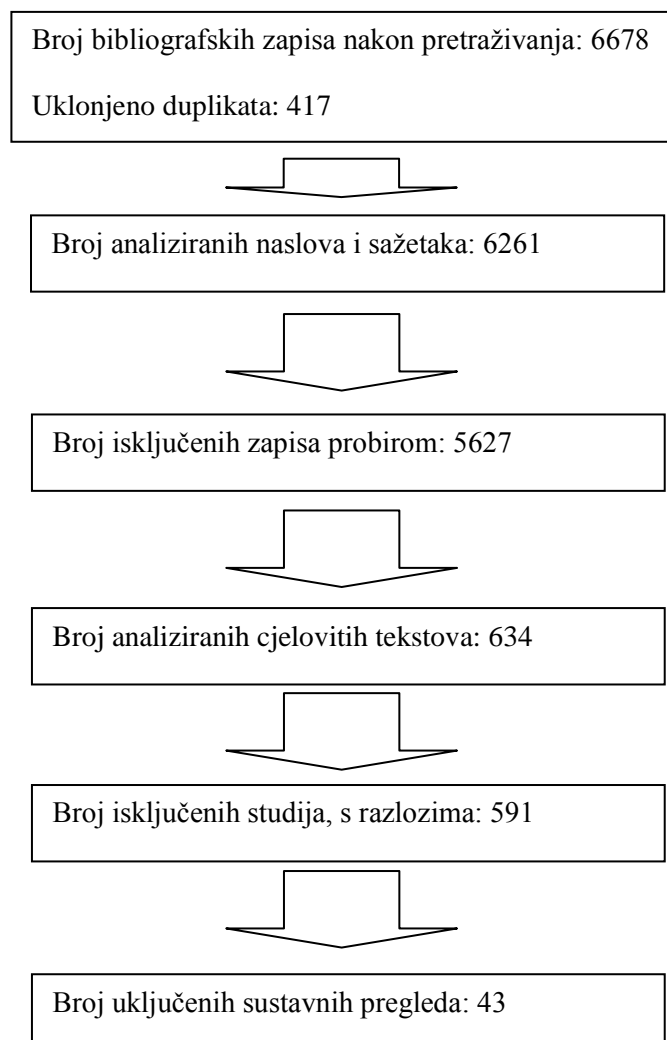 Broj bibliografskih zapisa nakon pretraživanja: 6678
Uklonjeno duplikata: 417
Broj analiziranih naslova i sažetaka: 6261
Broj isključenih zapisa probirom: 5627
Broj analiziranih cjelovitih tekstova: 634
Broj isključenih studija, s razlozima: 591
Broj uključenih sustavnih pregleda: 43